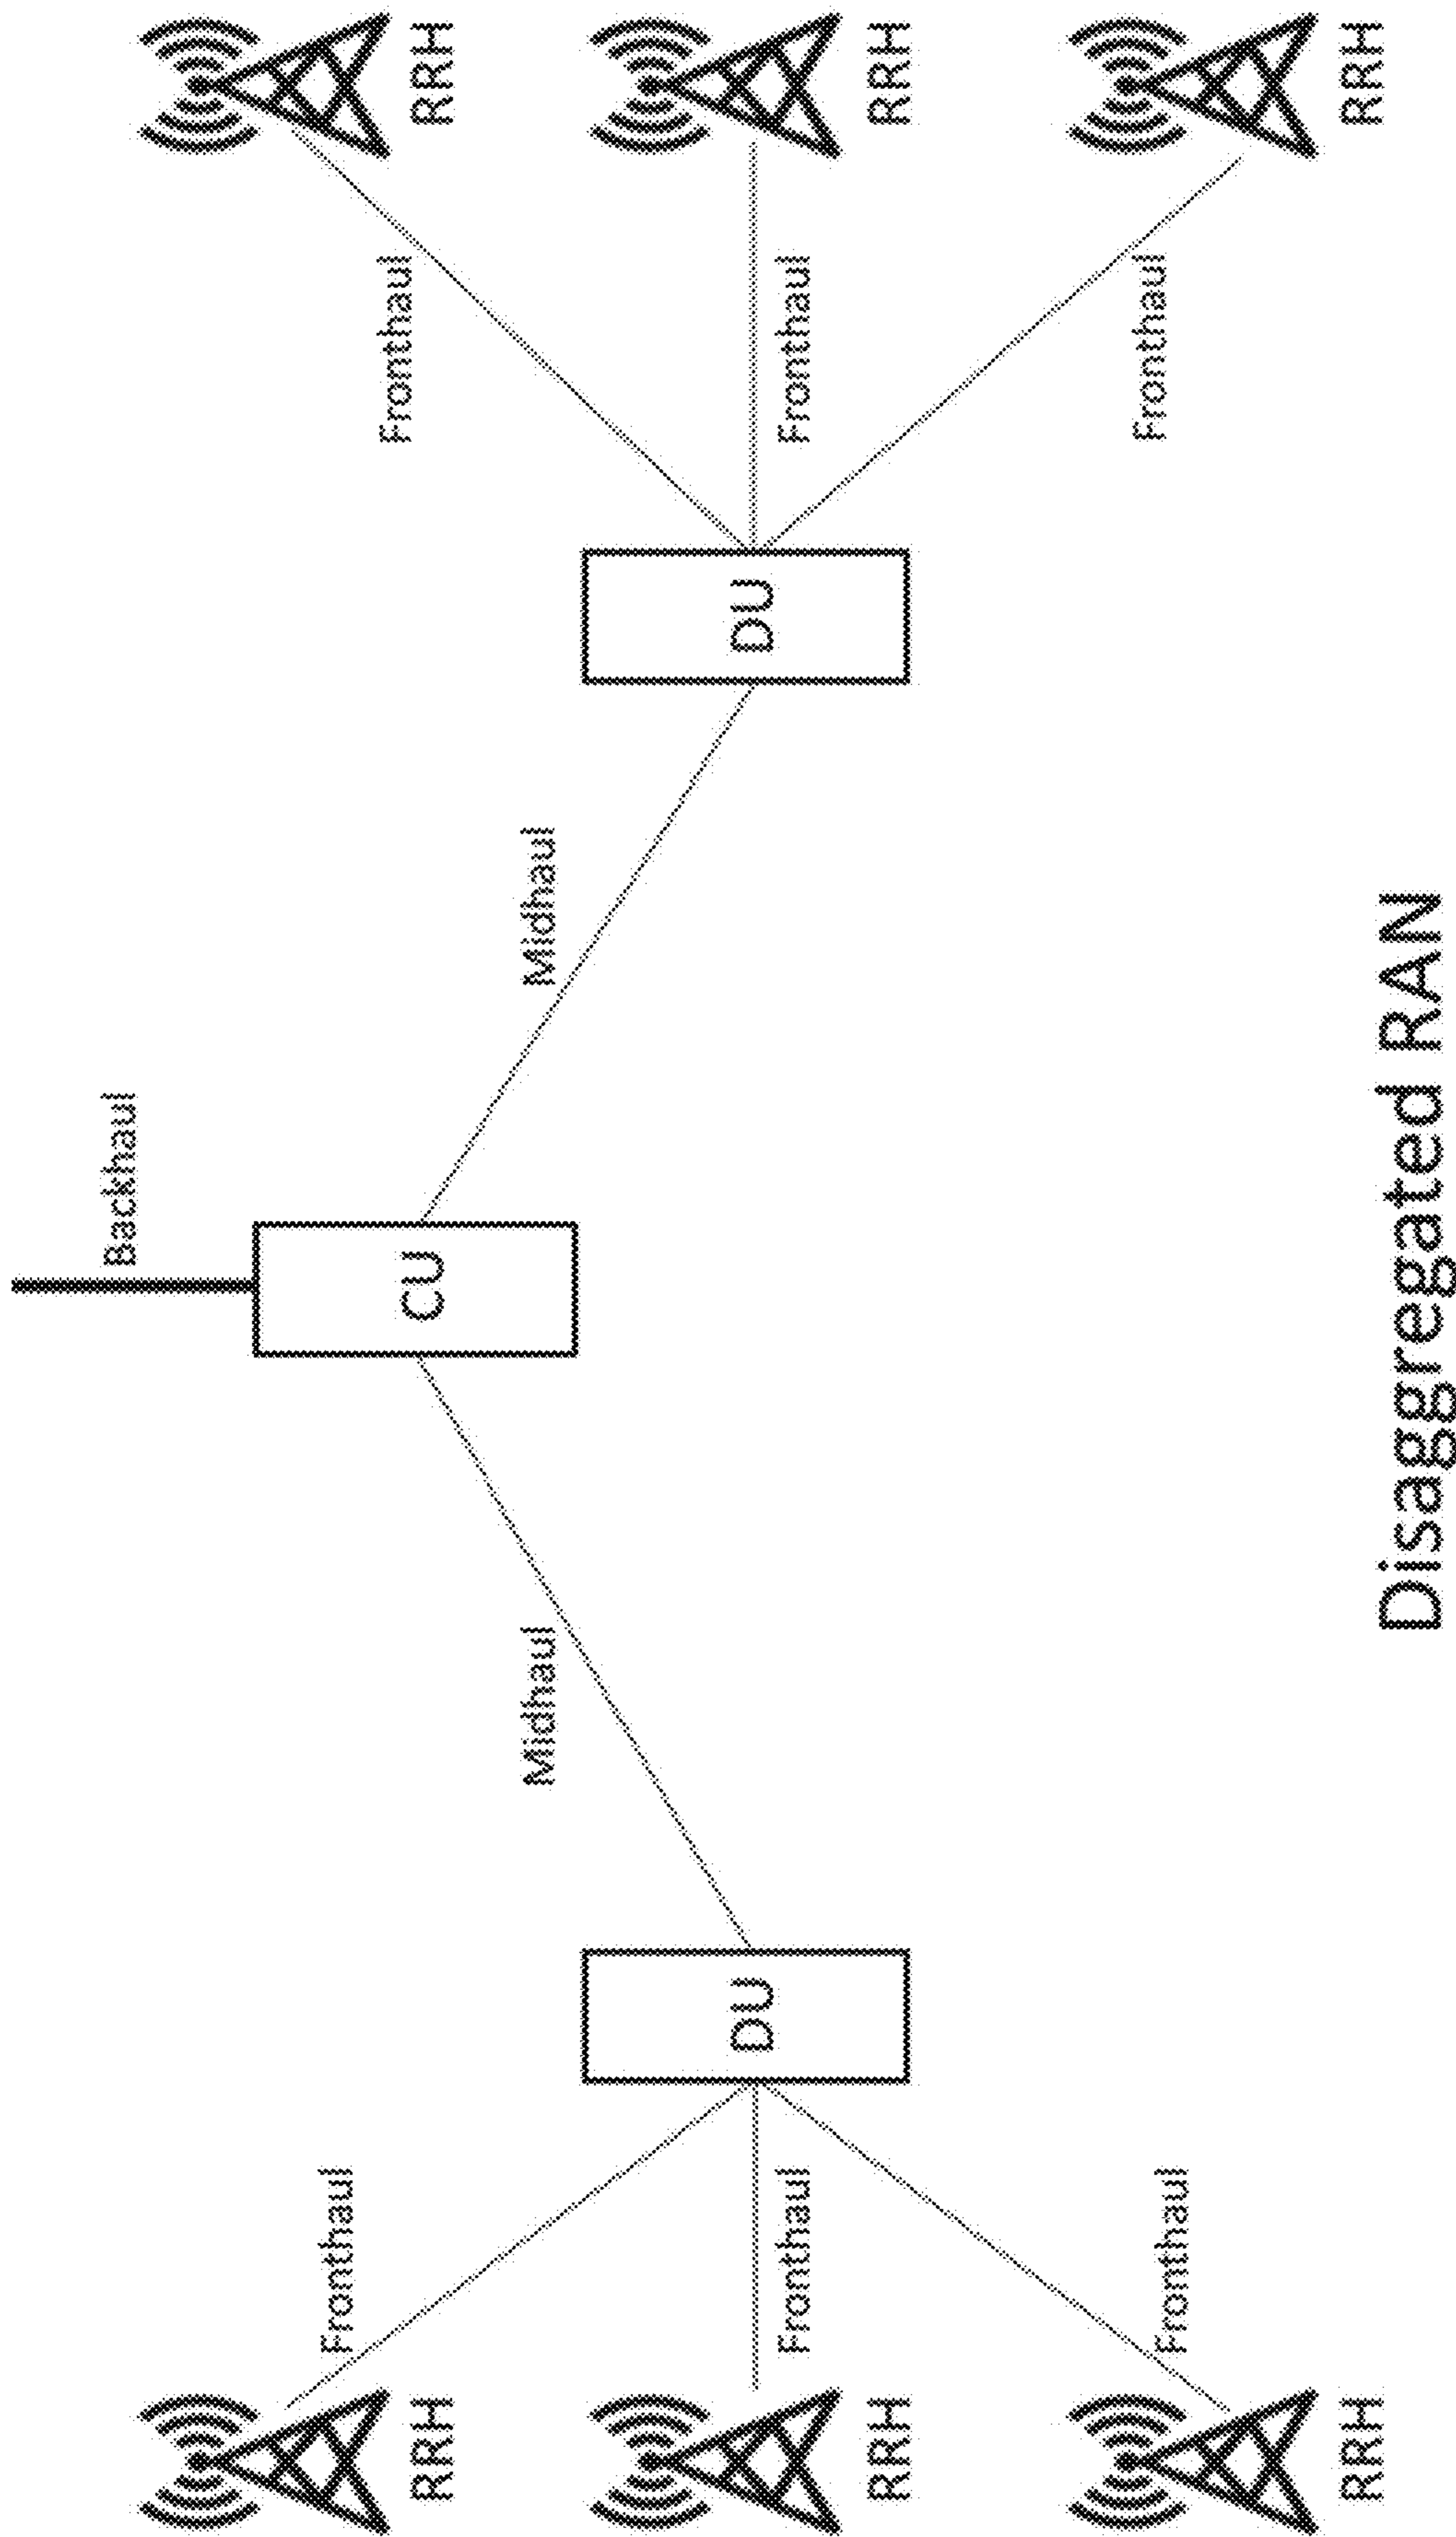 Backhaul
Fronthaul
Fronthaul
CU
RRH
RRH
Midhaul
Midhaul
DU
DU
Fronthaul
Fronthaul
RRH
RRH
Fronthaul
Fronthaul
RRH
RRH
Disaggregated RAN